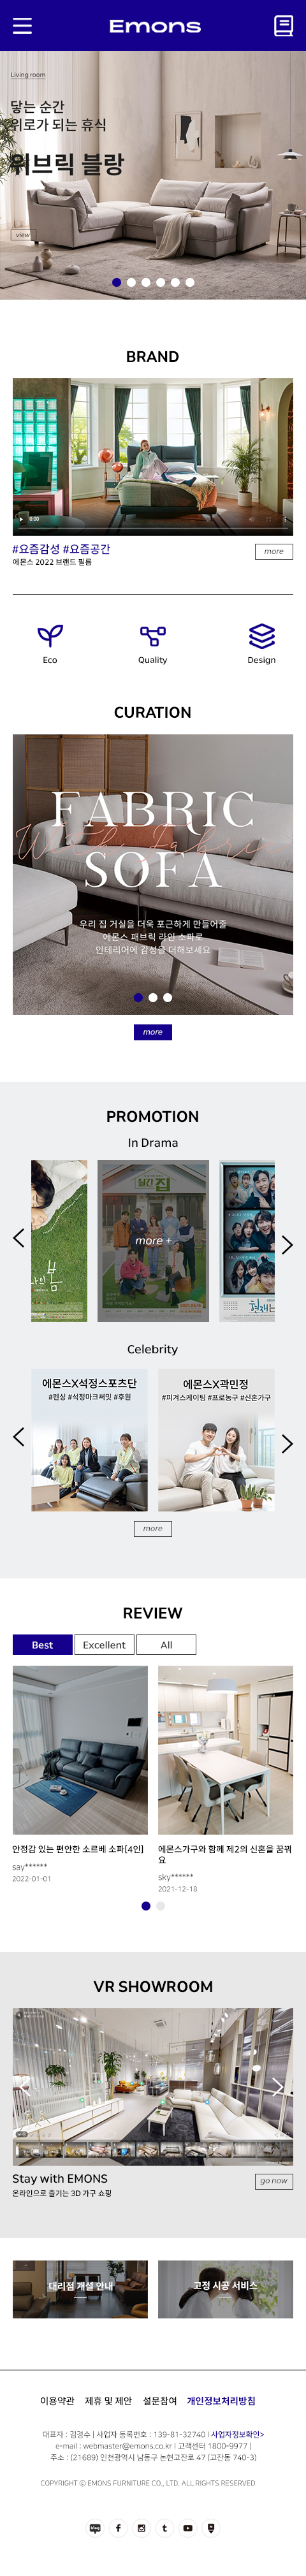 Emons
Living room
닿는 순간
위로가 되는 휴식
위브릭 블랑
view
BRAND
0:00
#요즘감성 #요즘공간
에몬스 2022 브랜드 필름
more
Eco
Quality
Design
CURATION
FABRIC
SOFA
우리 집 거실을 더욱 포근하게 만들어줄
에몬스 패브릭 라인 소파로
인테리어에 감성을 더해보세요
more
PROMOTION
In Drama
월간 집
more +
Celebrity
에몬스X석정스포츠단
#펜싱 #석정마크써밋 #후원
에몬스X곽민정
#피겨스케이팅 #프로농구 #신혼가구
more
REVIEW
Best
Excellent
All
안정감 있는 편안한 소르베 소파[4인]
say******
2022-01-01
에몬스가구와 함께 제2의 신혼을 꿈꿔
요
sky******
2021-12-18
VR SHOWROOM
Stay with EMONS
온라인으로 즐기는 3D 가구 쇼핑
go now
대리점 개설 안내
고정 시공 서비스
이용약관 제휴 및 제안 설문참여 개인정보처리방침
대표자 : 김경수 | 사업자 등록번호 : 139-81-32740 | 사업자정보확인>
e-mail : webmaster@emons.co.kr | 고객센터 1800-9977 |
주소 : (21689) 인천광역시 남동구 논현고잔로 47 (고잔동 740-3)
COPYRIGHT © EMONS FURNITURE CO., LTD. ALL RIGHTS RESERVED
blog